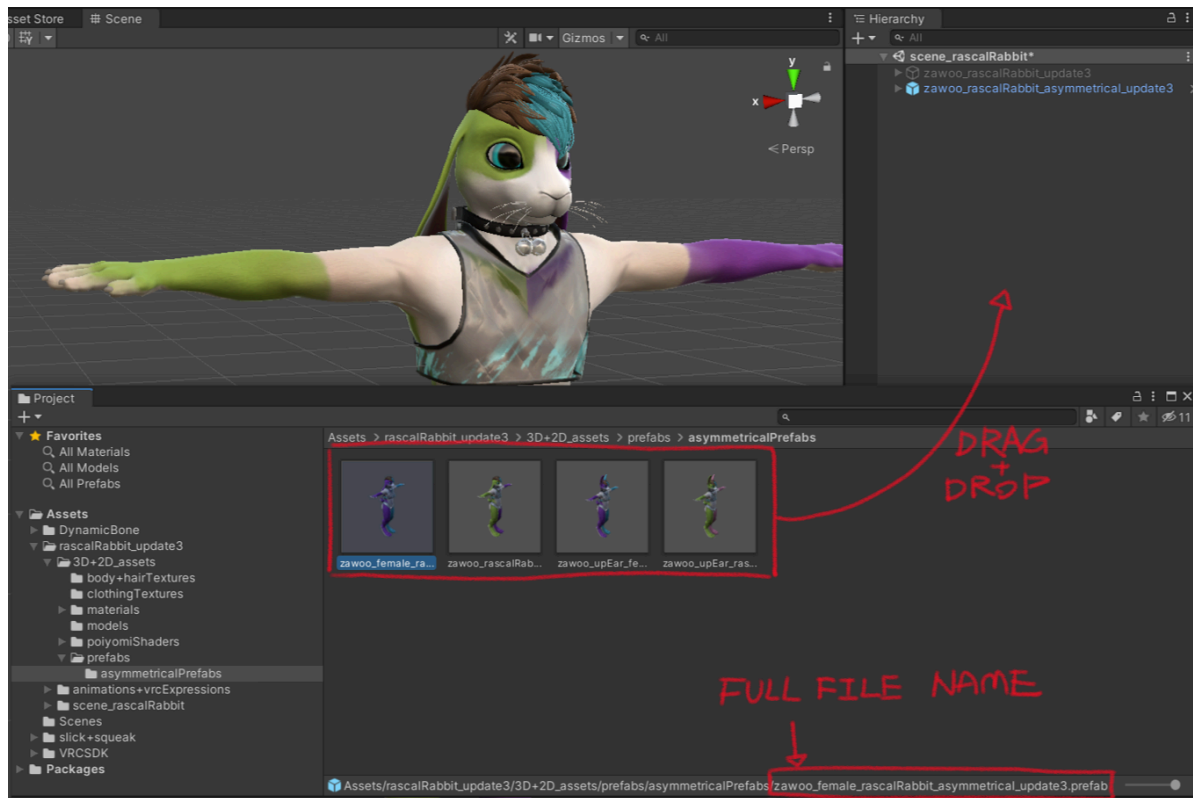 sset Store
Scene
Gizmos
All
Hierarchy
All
scene_rascalRabbit*
zawoo_rascalRabbit_update3
zawoo_rascalRabbit_asymmetrical_update3
y
x
Persp
Project
11
Favorites
All Materials
All Models
All Prefabs
Assets
DynamicBone
rascalRabbit_update3
3D+2D_assets
body+hairTextures
clothingTextures
materials
models
poiyomiShaders
prefabs
asymmetricalPrefabs
animations+vrcExpressions
scene_rascalRabbit
Scenes
slick+squeak
VRCSDK
Packages
Assets > rascalRabbit_update3 > 3D+2D_assets > prefabs > asymmetricalPrefabs
zawoo_female_ra...
zawoo_rascalRab...
zawoo_upEar_fe...
zawoo_upEar_ras...
DRAG
+
DROP
FULL FILE NAME
Assets/rascalRabbit_update3/3D+2D_assets/prefabs/asymmetricalPrefabs/zawoo_female_rascalRabbit_asymmetrical_update3.prefab